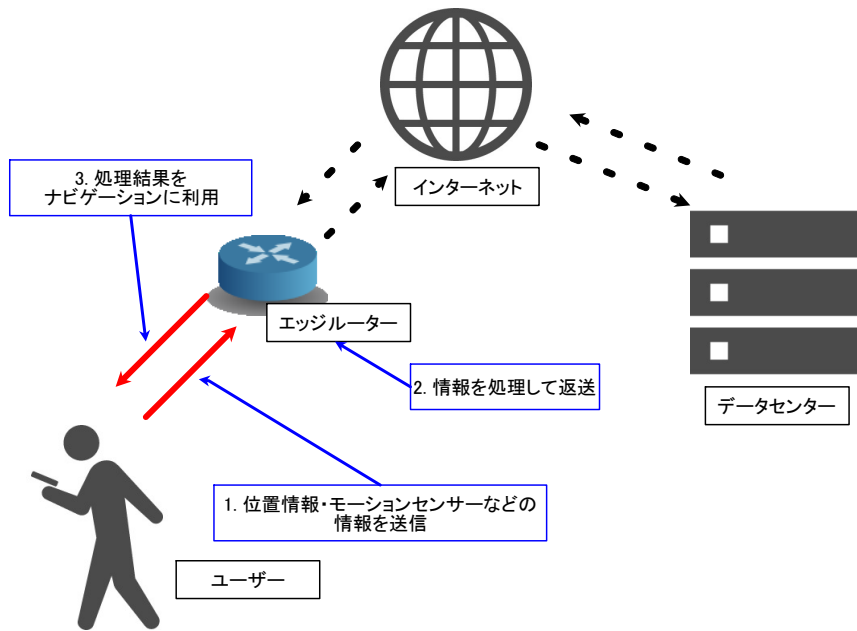 インターネット
3. 処理結果を
ナビゲーションに利用
エッジルーター
2. 情報を処理して返送
データセンター
1. 位置情報・モーションセンサーなどの
情報を送信
ユーザー